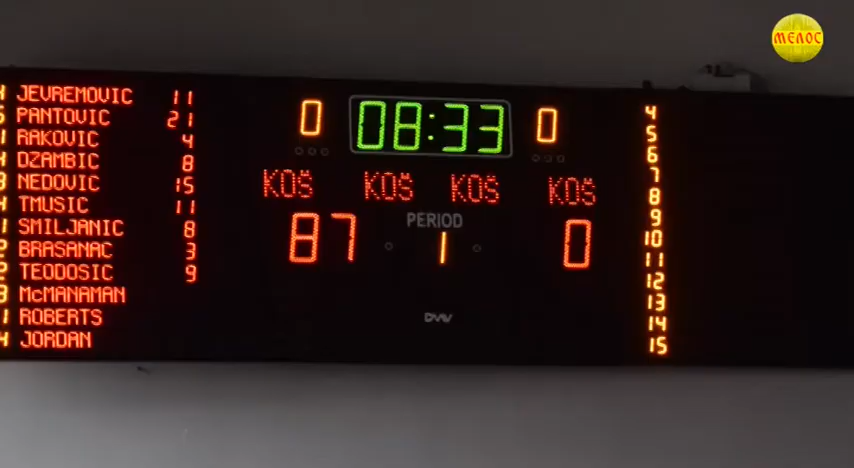 МЕЛОС
JEVREMOVIC 11
PANTOVIC 21
RAKOVIC 4
DZAMBIC 8
NEDOVIC 15
TMUSIC 11
SMILJANIC 8
BRASANAC 3
TEODOSIC 9
McMANAMAN
ROBERTS
JORDAN
0 08:33 0
KOŠ KOŠ KOŠ KOŠ
PERIOD
87 1 0
4
5
6
7
8
9
10
11
12
13
14
15